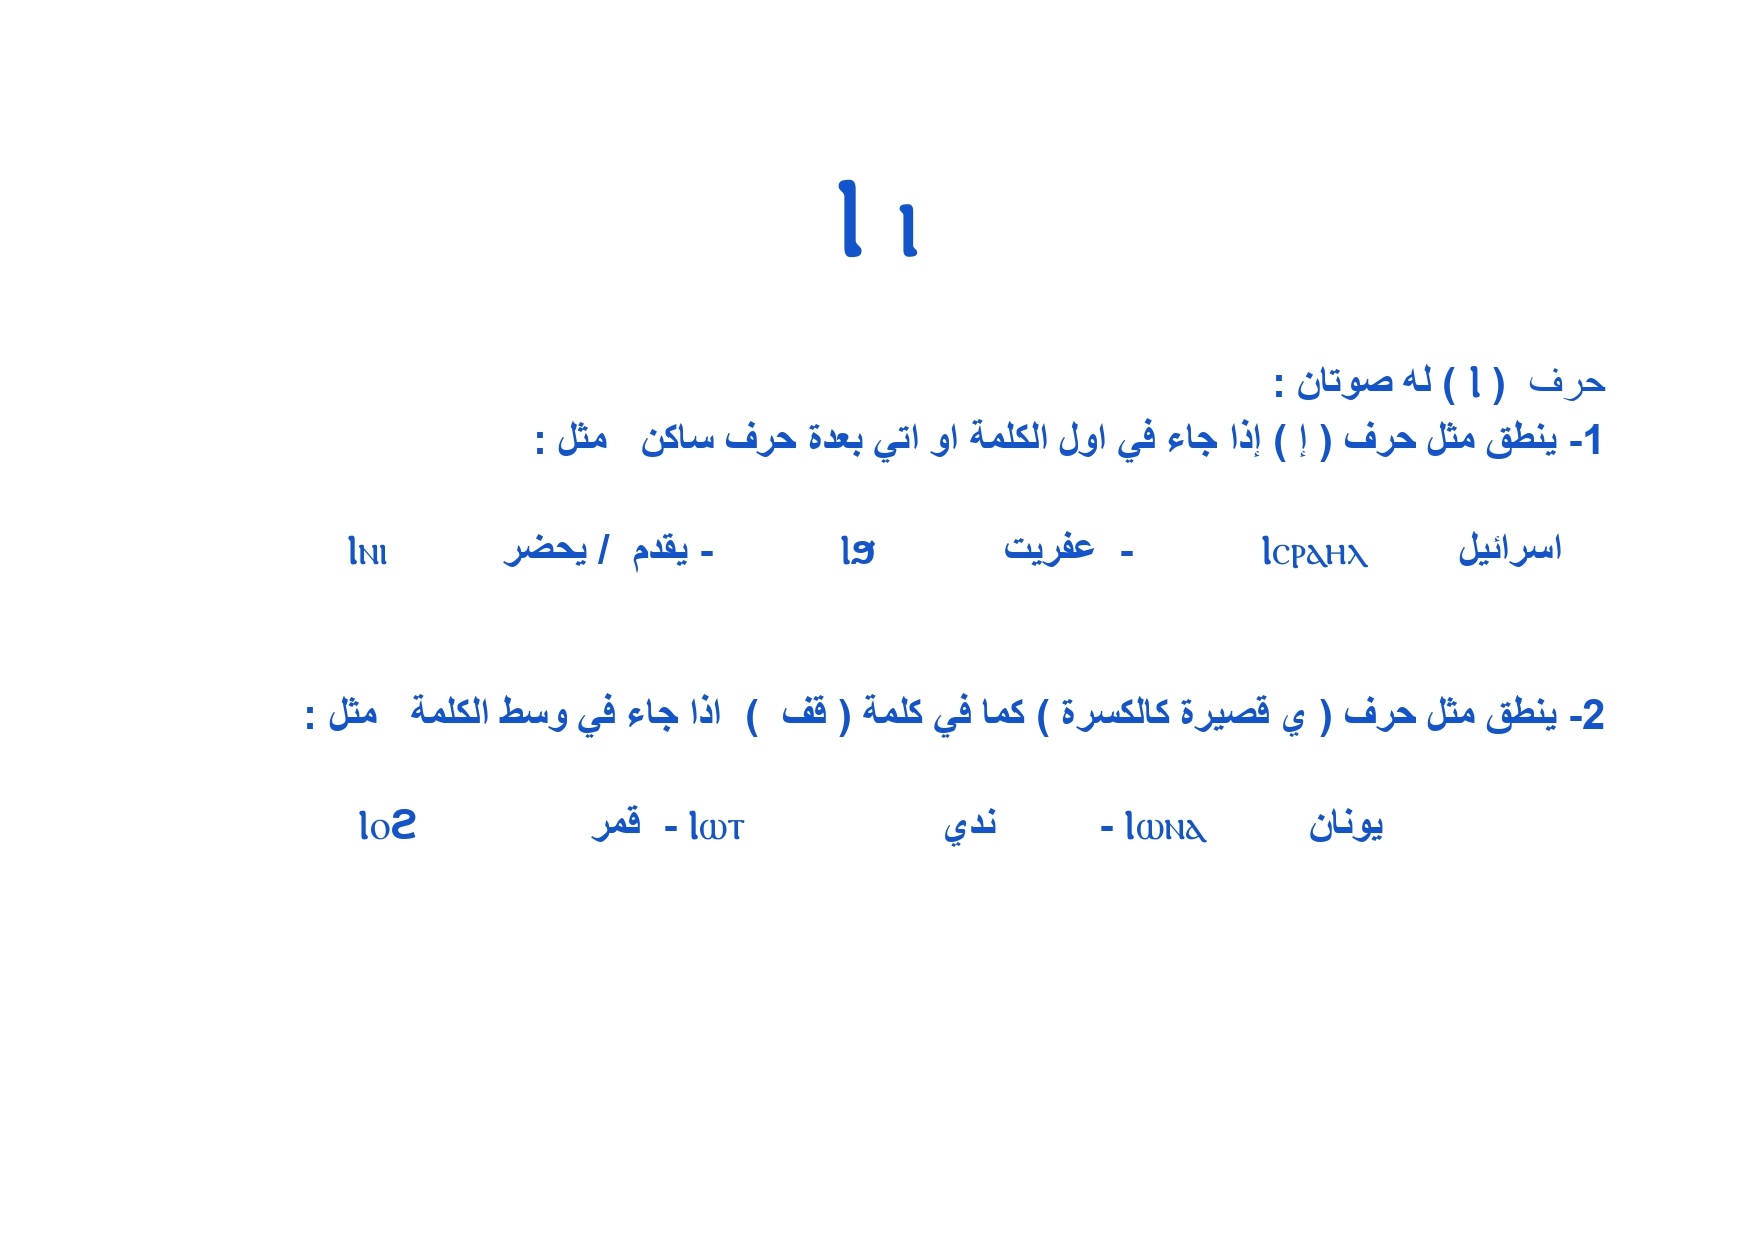 Ⲓ ⲓ
حرف ( Ⲓ ) له صوتان :
1- ينطق مثل حرف ( إ ) إذا جاء في اول الكلمة او اتي بعدة حرف ساكن مثل :
اسرائيل Ⲓⲥⲣⲁⲏⲗ - عفريت Ⲓϧ - يقدم / يحضر Ⲓⲛⲓ
2- ينطق مثل حرف ( ي قصيرة كالكسرة ) كما في كلمة ( قف ) اذا جاء في وسط الكلمة مثل :
يونان Ⲓⲱⲛⲁ - ندي Ⲓⲱⲧ - قمر Ⲓⲟϩ